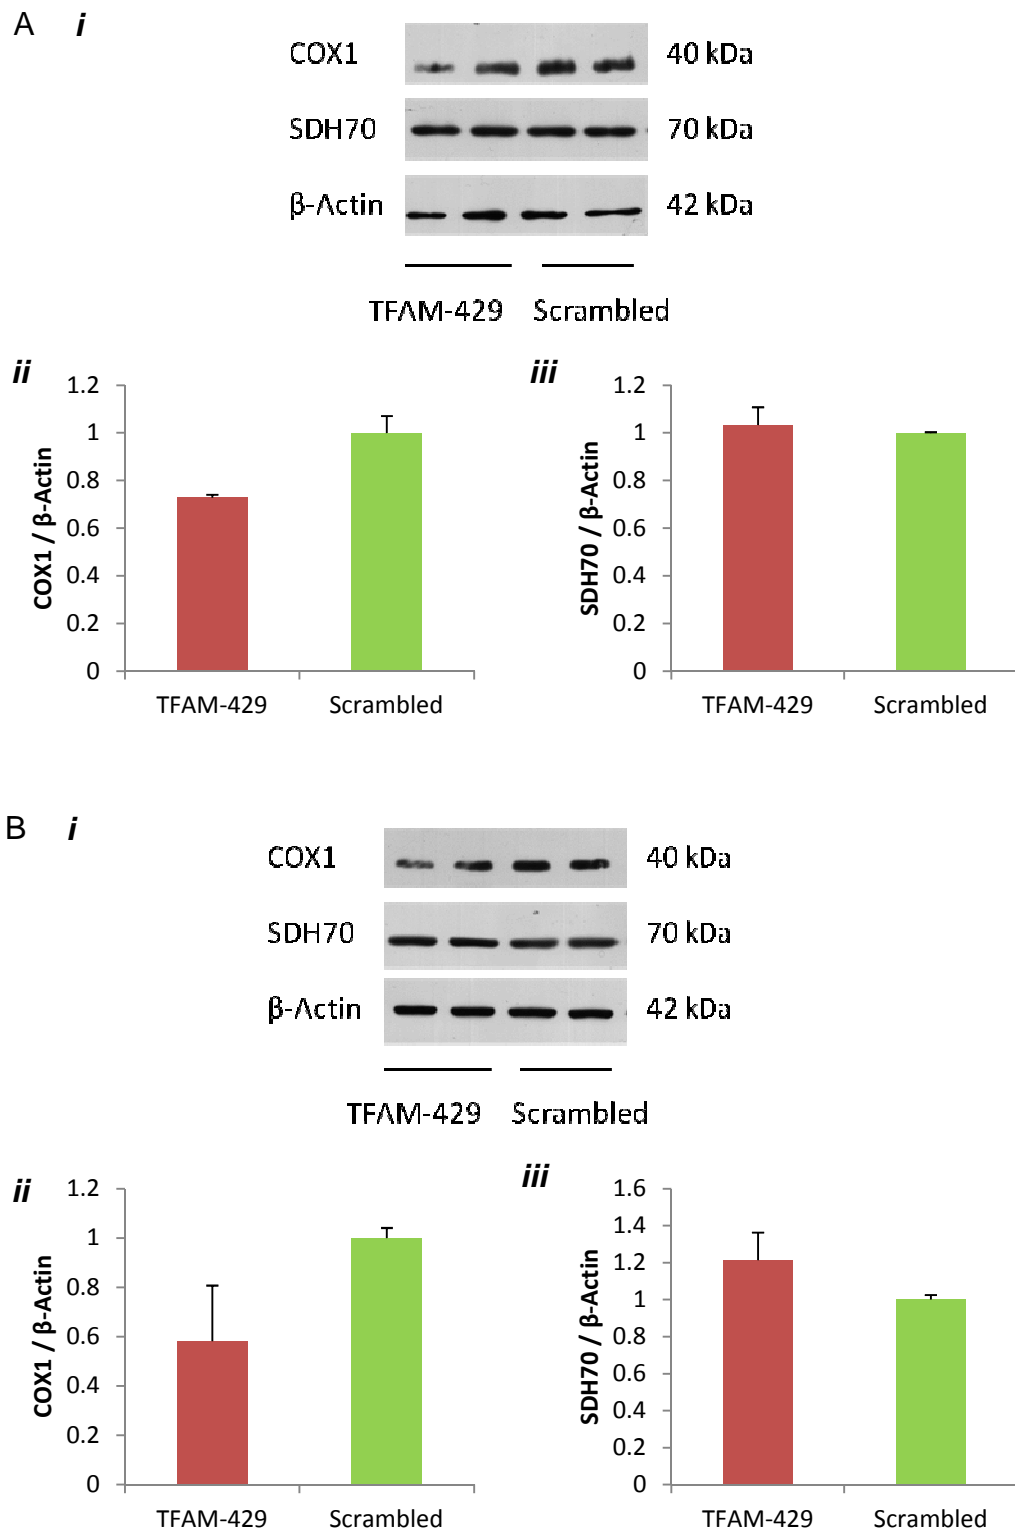 A i
COX1 40 kDa
SDH70 70 kDa
β-Actin 42 kDa
TFAM-429 Scrambled
ii
COX1 / β-Actin
1.2
1
0.8
0.6
0.4
0.2
0
TFAM-429 Scrambled
iii
SDH70 / β-Actin
1.2
1
0.8
0.6
0.4
0.2
0
TFAM-429 Scrambled
B i
COX1 40 kDa
SDH70 70 kDa
β-Actin 42 kDa
TFAM-429 Scrambled
ii
COX1 / β-Actin
1.2
1
0.8
0.6
0.4
0.2
0
TFAM-429 Scrambled
iii
SDH70 / β-Actin
1.6
1.4
1.2
1
0.8
0.6
0.4
0.2
0
TFAM-429 Scrambled